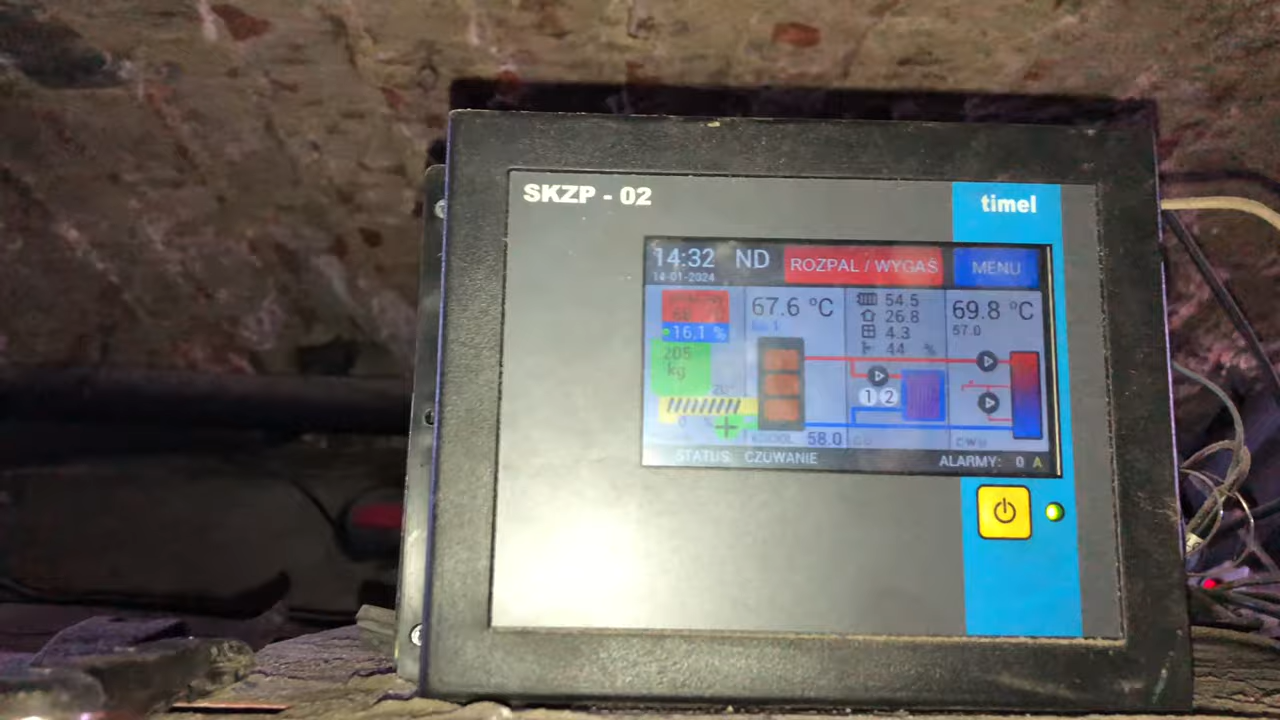 SKZP - 02
timel
14:32 ND ROZPAL / WYGAŚ MENU
14-01-2024
67.6 °C
54.5
26.8
4.3
44 %
69.8 °C
57.0
16,1 %
205
kg
1 2
58.0
STATUS: CZUWANIE ALARMY: 0 A